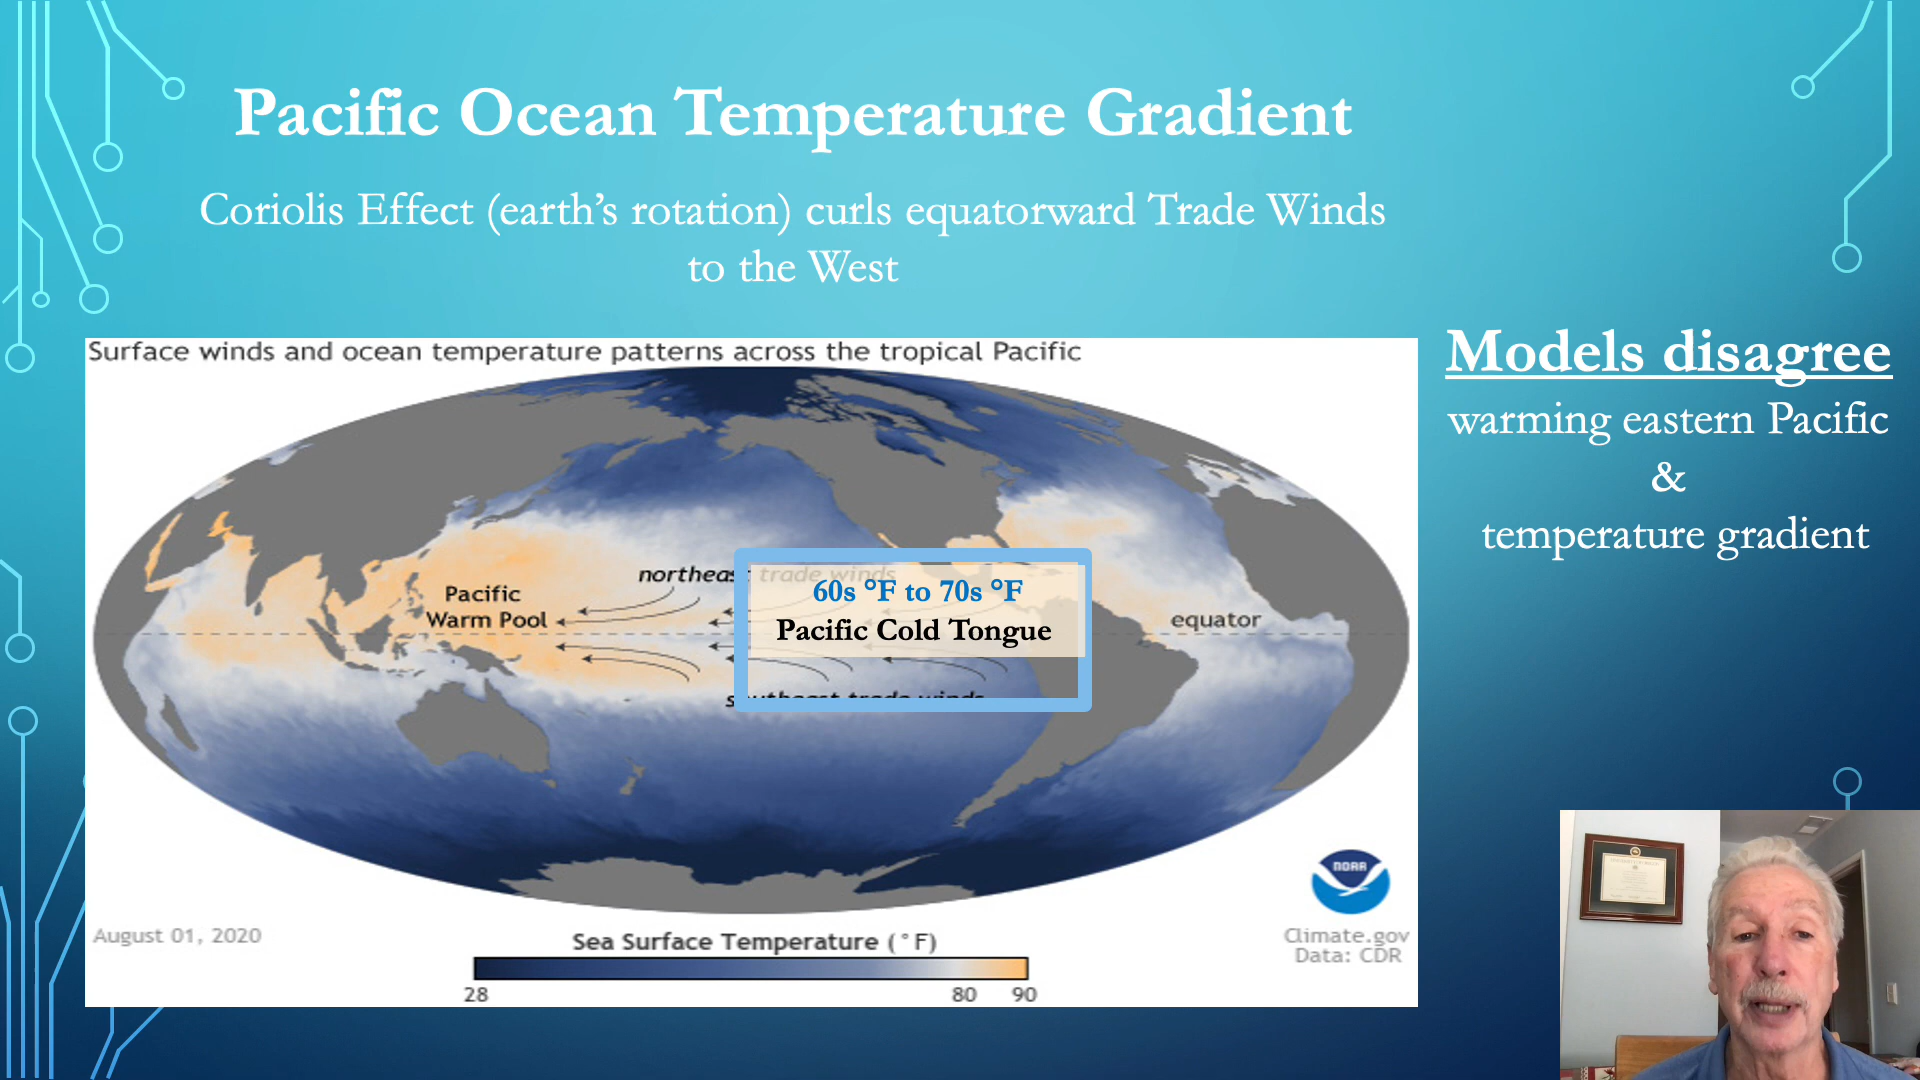 Pacific Ocean Temperature Gradient
Coriolis Effect (earth’s rotation) curls equatorward Trade Winds
to the West
Models disagree
warming eastern Pacific
&
temperature gradient
Surface winds and ocean temperature patterns across the tropical Pacific
northeast trade winds
60s °F to 70s °F
Pacific Cold Tongue
Pacific
Warm Pool
equator
southeast trade winds
NOAA
August 01, 2020
Climate.gov
Data: CDR
Sea Surface Temperature (°F)
28
80
90